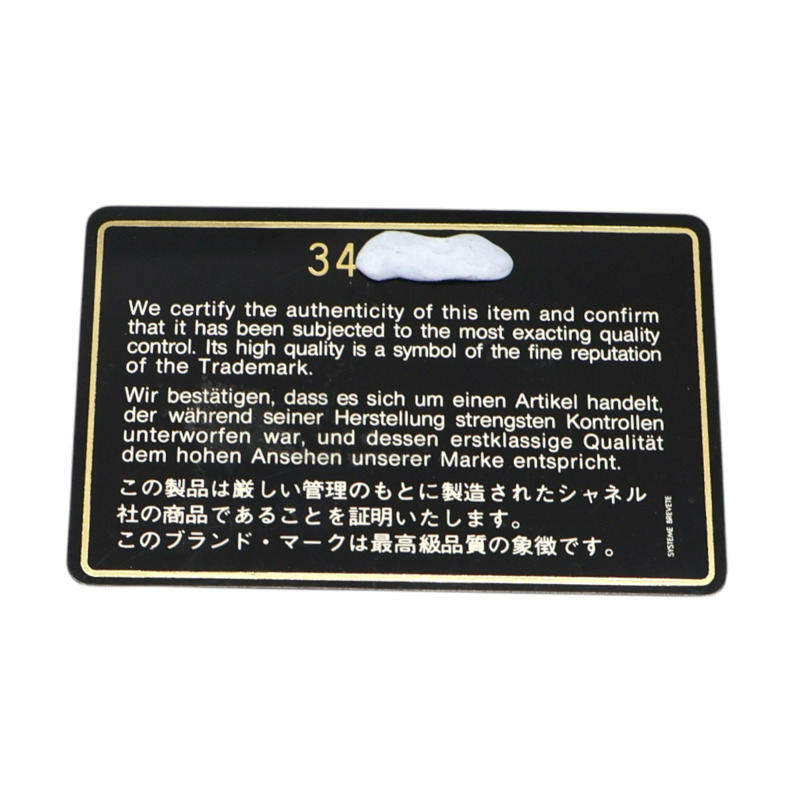 34
We certify the authenticity of this item and confirm
that it has been subjected to the most exacting quality
control. Its high quality is a symbol of the fine reputation
of the Trademark.
Wir bestätigen, dass es sich um einen Artikel handelt,
der während seiner Herstellung strengsten Kontrollen
unterworfen war, und dessen erstklassige Qualität
dem hohen Ansehen unserer Marke entspricht.
この製品は厳しい管理のもとに製造されたシャネル
社の商品であることを証明いたします。
このブランド・マークは最高級品質の象徴です。
SYSTEME BREVETE